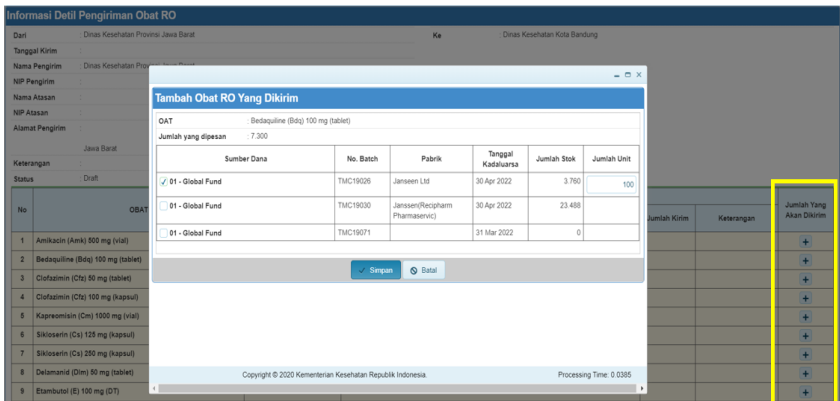 Informasi Detil Pengiriman Obat RO
Dari : Dinas Kesehatan Provinsi Jawa Barat Ke : Dinas Kesehatan Kota Bandung
Tanggal Kirim :
Nama Pengirim : Dinas Kesehatan
NIP Pengirim
Nama Atasan
NIP Atasan
Alamat Pengirim
Jawa Barat
Keterangan :
Status : Draft
Tambah Obat RO Yang Dikirim
OAT : Bedaquiline (Bdq) 100 mg (tablet)
Jumlah yang dipesan : 7.300
Sumber Dana No. Batch Pabrik Tanggal Kadaluarsa Jumlah Stok Jumlah Unit
01 - Global Fund TMC19026 Janseen Ltd 30 Apr 2022 3.760 100
01 - Global Fund TMC19030 Janssen(Recipharm Pharmaservic) 30 Apr 2022 23.488
01 - Global Fund TMC19071 31 Mar 2022 0
Simpan Batal
Copyright © 2020 Kementerian Kesehatan Republik Indonesia. Processing Time: 0.0385
No OBAT Jumlah Kirim Keterangan Jumlah Yang Akan Dikirim
1 Amikacin (Amk) 500 mg (vial) +
2 Bedaquiline (Bdq) 100 mg (tablet) +
3 Clofazimin (Cfz) 50 mg (tablet) +
4 Clofazimin (Cfz) 100 mg (kapsul) +
5 Kapreomisin (Cm) 1000 mg (vial) +
6 Sikloserin (Cs) 125 mg (kapsul) +
7 Sikloserin (Cs) 250 mg (kapsul) +
8 Delamanid (Dlm) 50 mg (tablet) +
9 Etambutol (E) 100 mg (DT) +